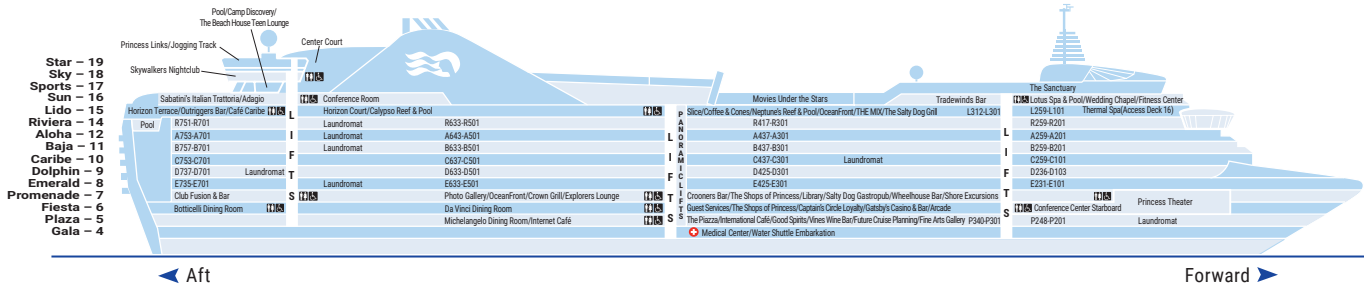 Pool/Camp Discovery/
The Beach House Teen Lounge
Princess Links/Jogging Track
Center Court
Skywalkers Nightclub
Star – 19
Sky – 18
Sports – 17
The Sanctuary
Sun – 16 Sabatini's Italian Trattoria/Adagio Conference Room Movies Under the Stars Tradewinds Bar Lotus Spa & Pool/Wedding Chapel/Fitness Center
Lido – 15 Horizon Terrace/Outriggers Bar/Café Caribe Horizon Court/Calypso Reef & Pool Slice/Coffee & Cones/Neptune's Reef & Pool/OceanFront/THE MIX/The Salty Dog Grill L312-L301 L259-L101 Thermal Spa(Access Deck 16)
Riviera – 14 Pool R751-R701 Laundromat R633-R501 R417-R301 R259-R201
Aloha – 12 A753-A701 Laundromat A643-A501 A437-A301 A259-A201
Baja – 11 B757-B701 Laundromat B633-B501 B437-B301 B259-B201
Caribe – 10 C753-C701 C637-C501 C437-C301 Laundromat C259-C101
Dolphin – 9 D737-D701 Laundromat D633-D501 D425-D301 D236-D103
Emerald – 8 E735-E701 Laundromat E633-E501 E425-E301 E231-E101
Promenade – 7 Club Fusion & Bar Photo Gallery/OceanFront/Crown Grill/Explorers Lounge Crooners Bar/The Shops of Princess/Library/Salty Dog Gastropub/Wheelhouse Bar/Shore Excursions Princess Theater
Fiesta – 6 Botticelli Dining Room Da Vinci Dining Room Guest Services/The Shops of Princess/Captain's Circle Loyalty/Gatsby's Casino & Bar/Arcade Conference Center Starboard
Plaza – 5 Michelangelo Dining Room/Internet Café The Piazza/International Café/Good Spirits/Vines Wine Bar/Future Cruise Planning/Fine Arts Gallery P340-P301 P248-P201 Laundromat
Gala – 4 Medical Center/Water Shuttle Embarkation
LIFTS
LIFTS
PANORAMIC LIFTS
LIFTS
Aft
Forward